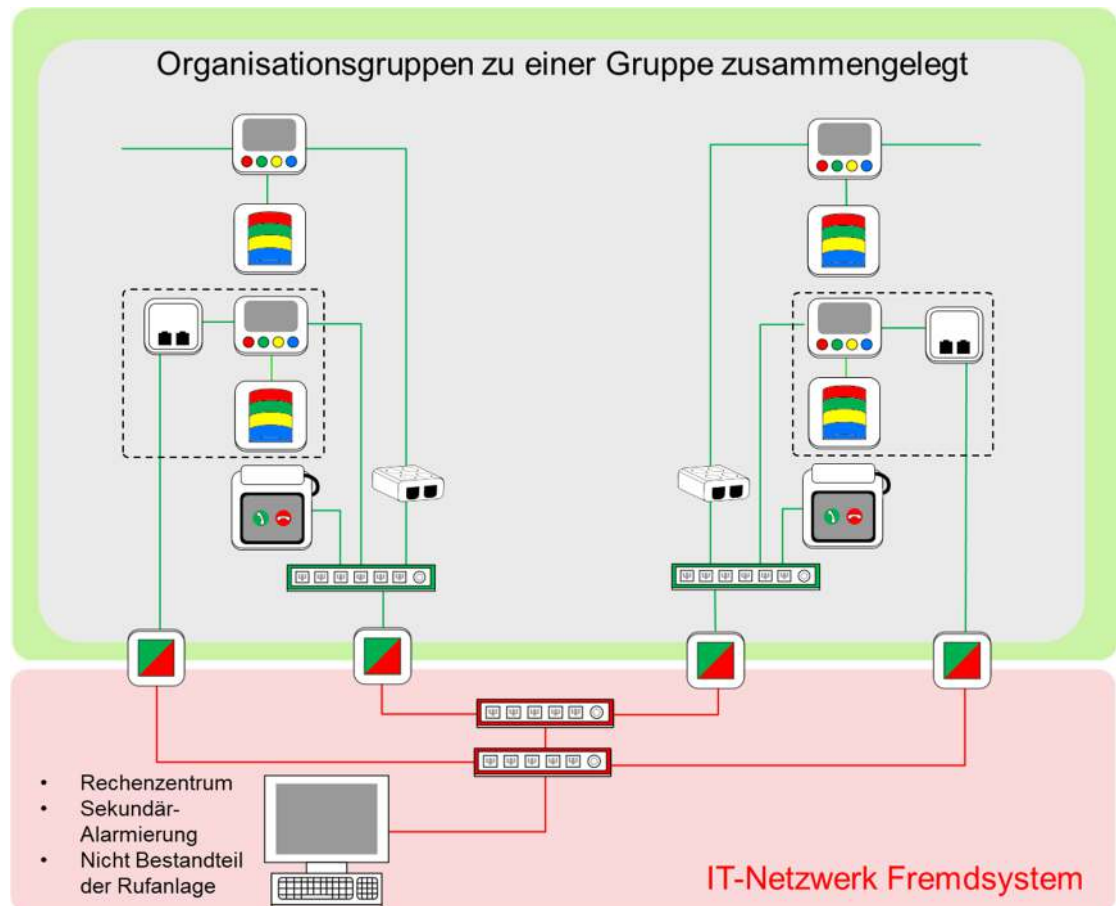 Organisationsgruppen zu einer Gruppe zusammengelegt
• Rechenzentrum
• Sekundär-
Alarmierung
• Nicht Bestandteil
der Rufanlage
IT-Netzwerk Fremdsystem